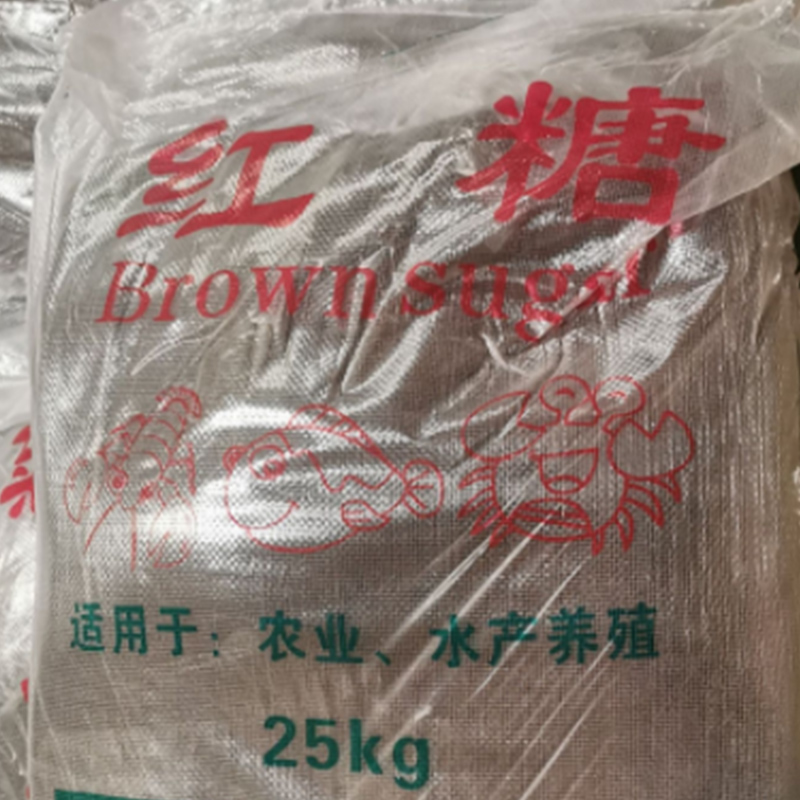 红糖
Brown sugar
适用于：农业、水产养殖
25kg